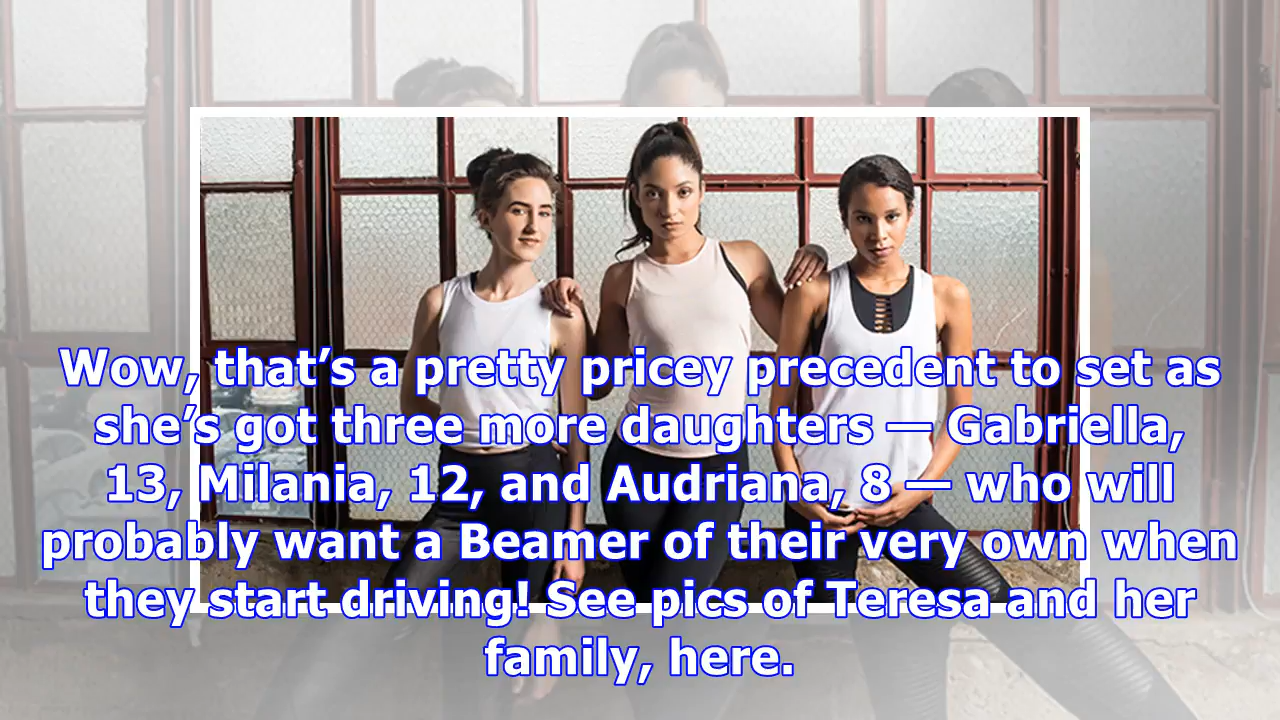 Wow, that’s a pretty pricey precedent to set as
she’s got three more daughters — Gabriella,
13, Milania, 12, and Audriana, 8 — who will
probably want a Beamer of their very own when
they start driving! See pics of Teresa and her
family, here.